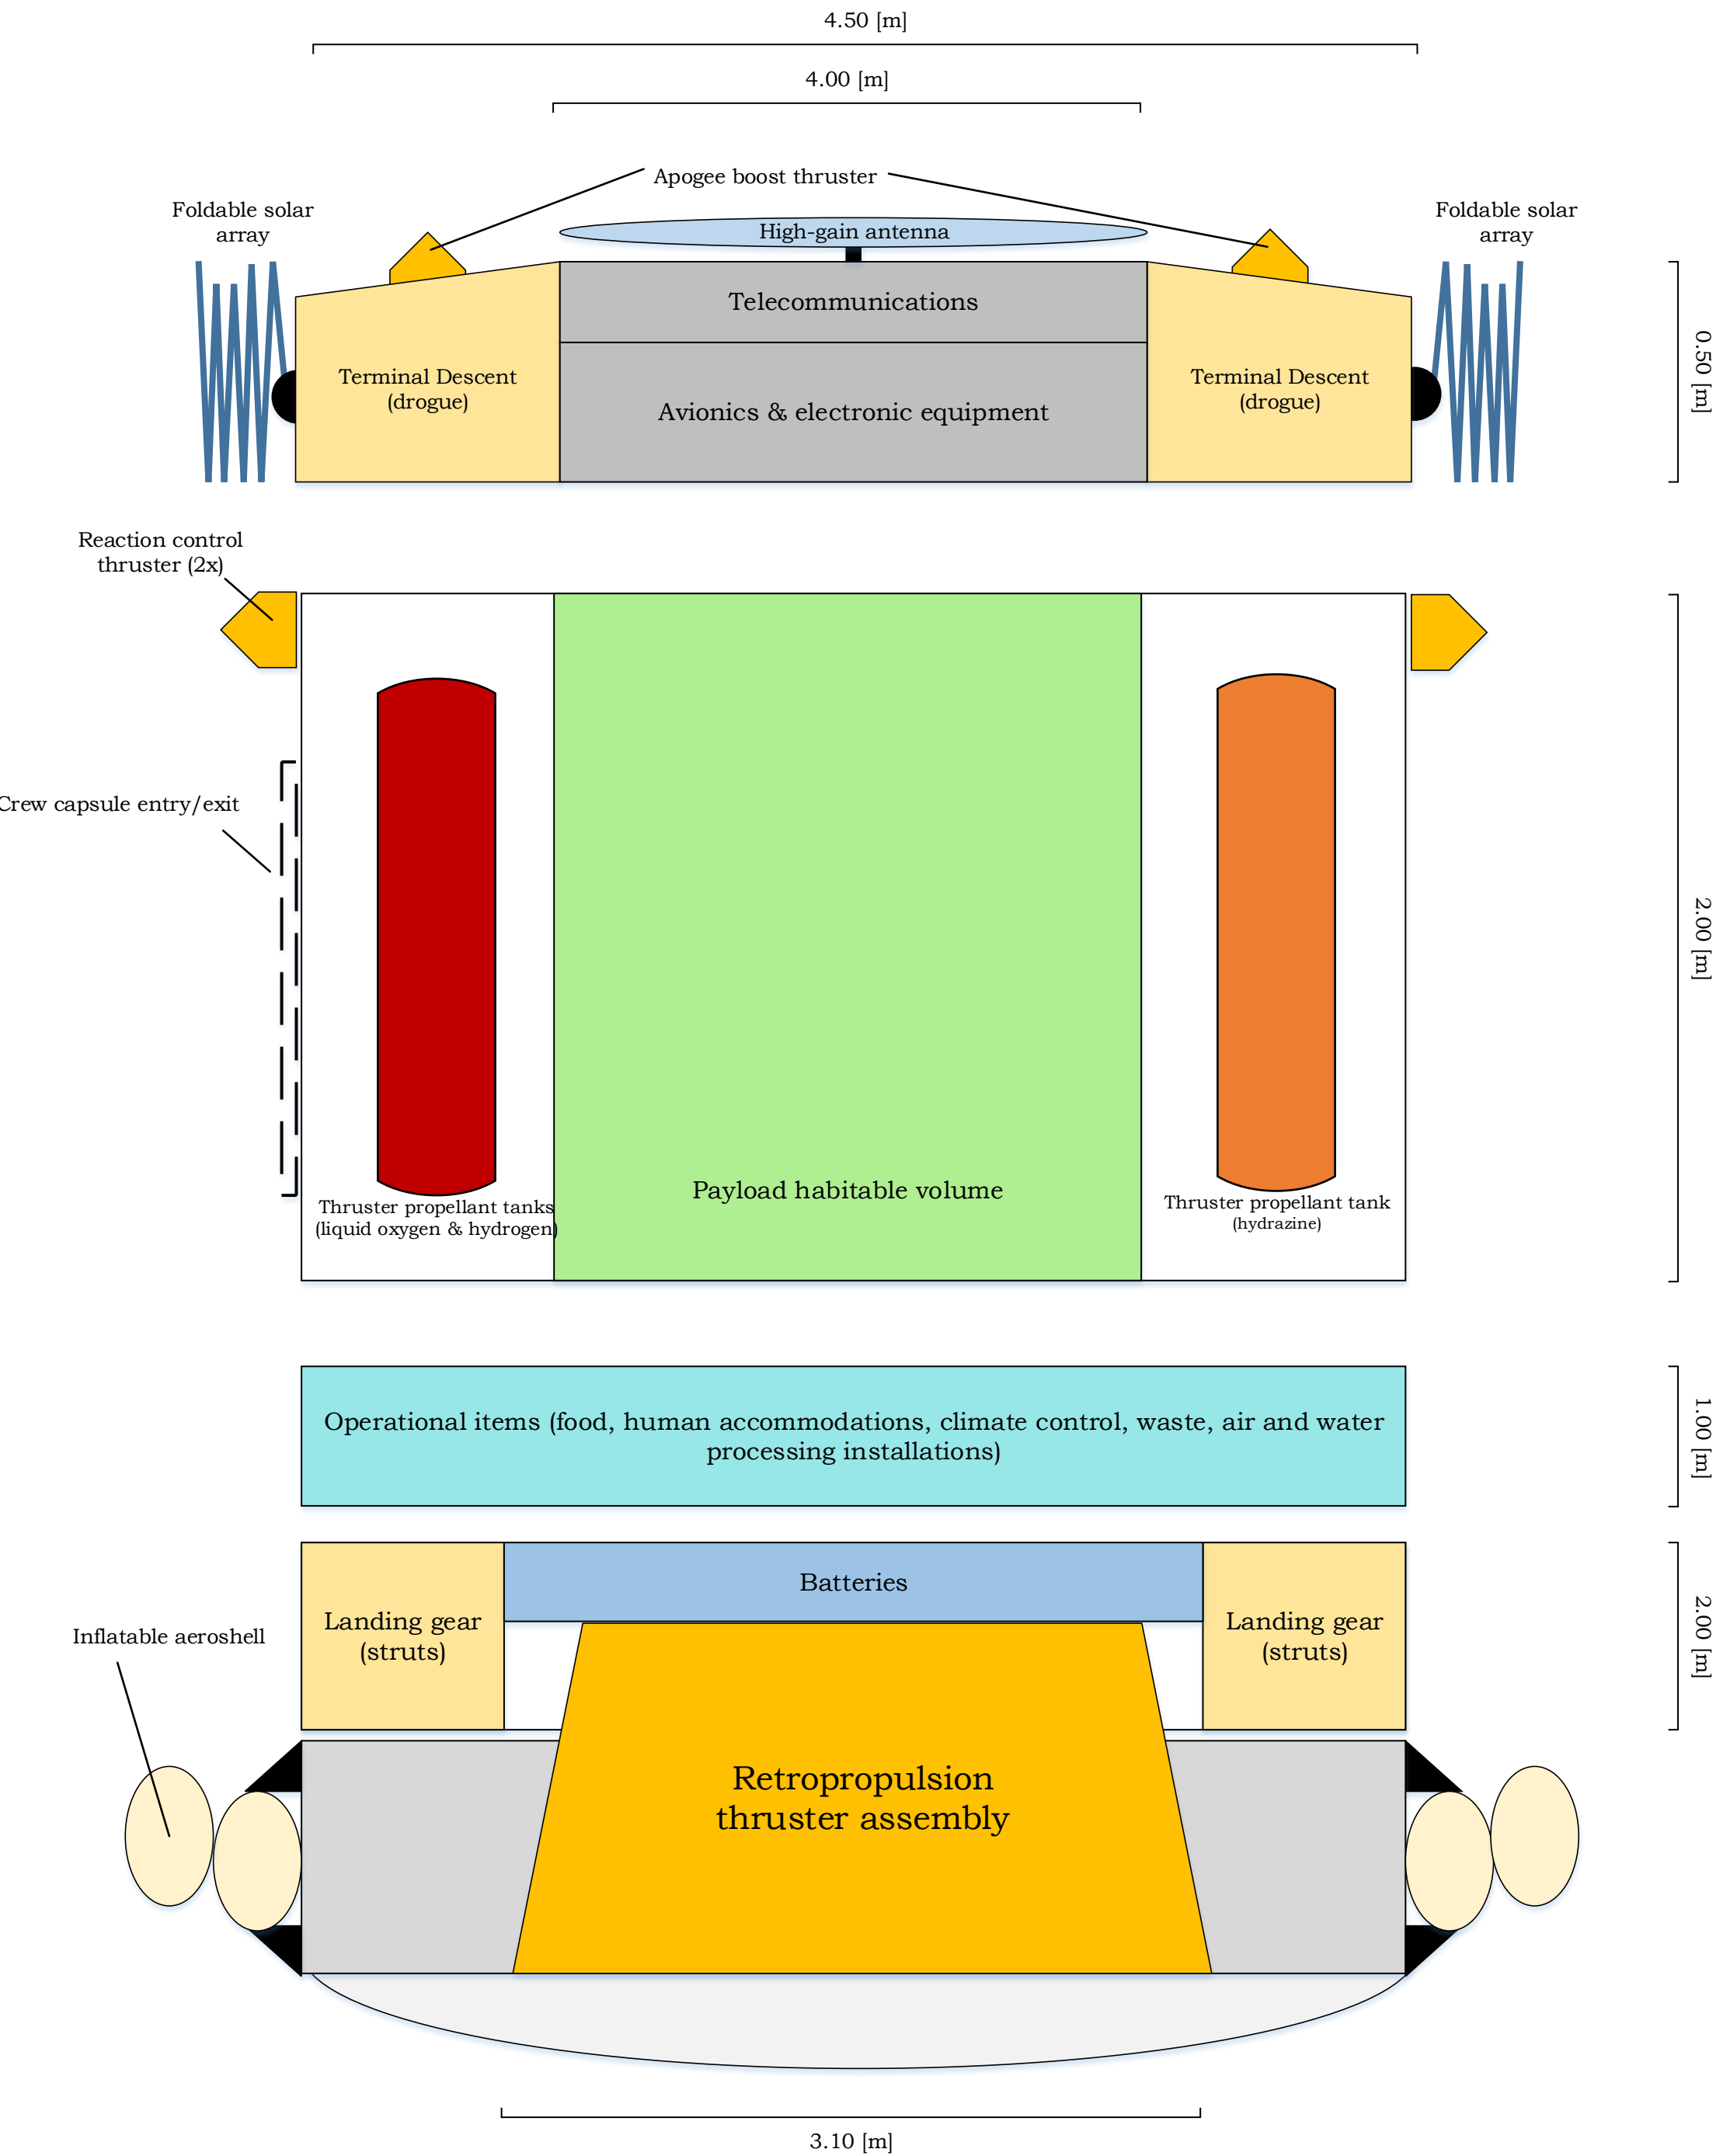 4.50 [m]
4.00 [m]
Apogee boost thruster
Foldable solar
array
Foldable solar
array
High-gain antenna
Telecommunications
Terminal Descent
(drogue)
Avionics & electronic equipment
Terminal Descent
(drogue)
0.50 [m]
Reaction control
thruster (2x)
Crew capsule entry/exit
2.00 [m]
Payload habitable volume
Thruster propellant tanks
(liquid oxygen & hydrogen)
Thruster propellant tank
(hydrazine)
Operational items (food, human accommodations, climate control, waste, air and water
processing installations)
1.00 [m]
Batteries
Landing gear
(struts)
Landing gear
(struts)
2.00 [m]
Inflatable aeroshell
Retropropulsion
thruster assembly
3.10 [m]